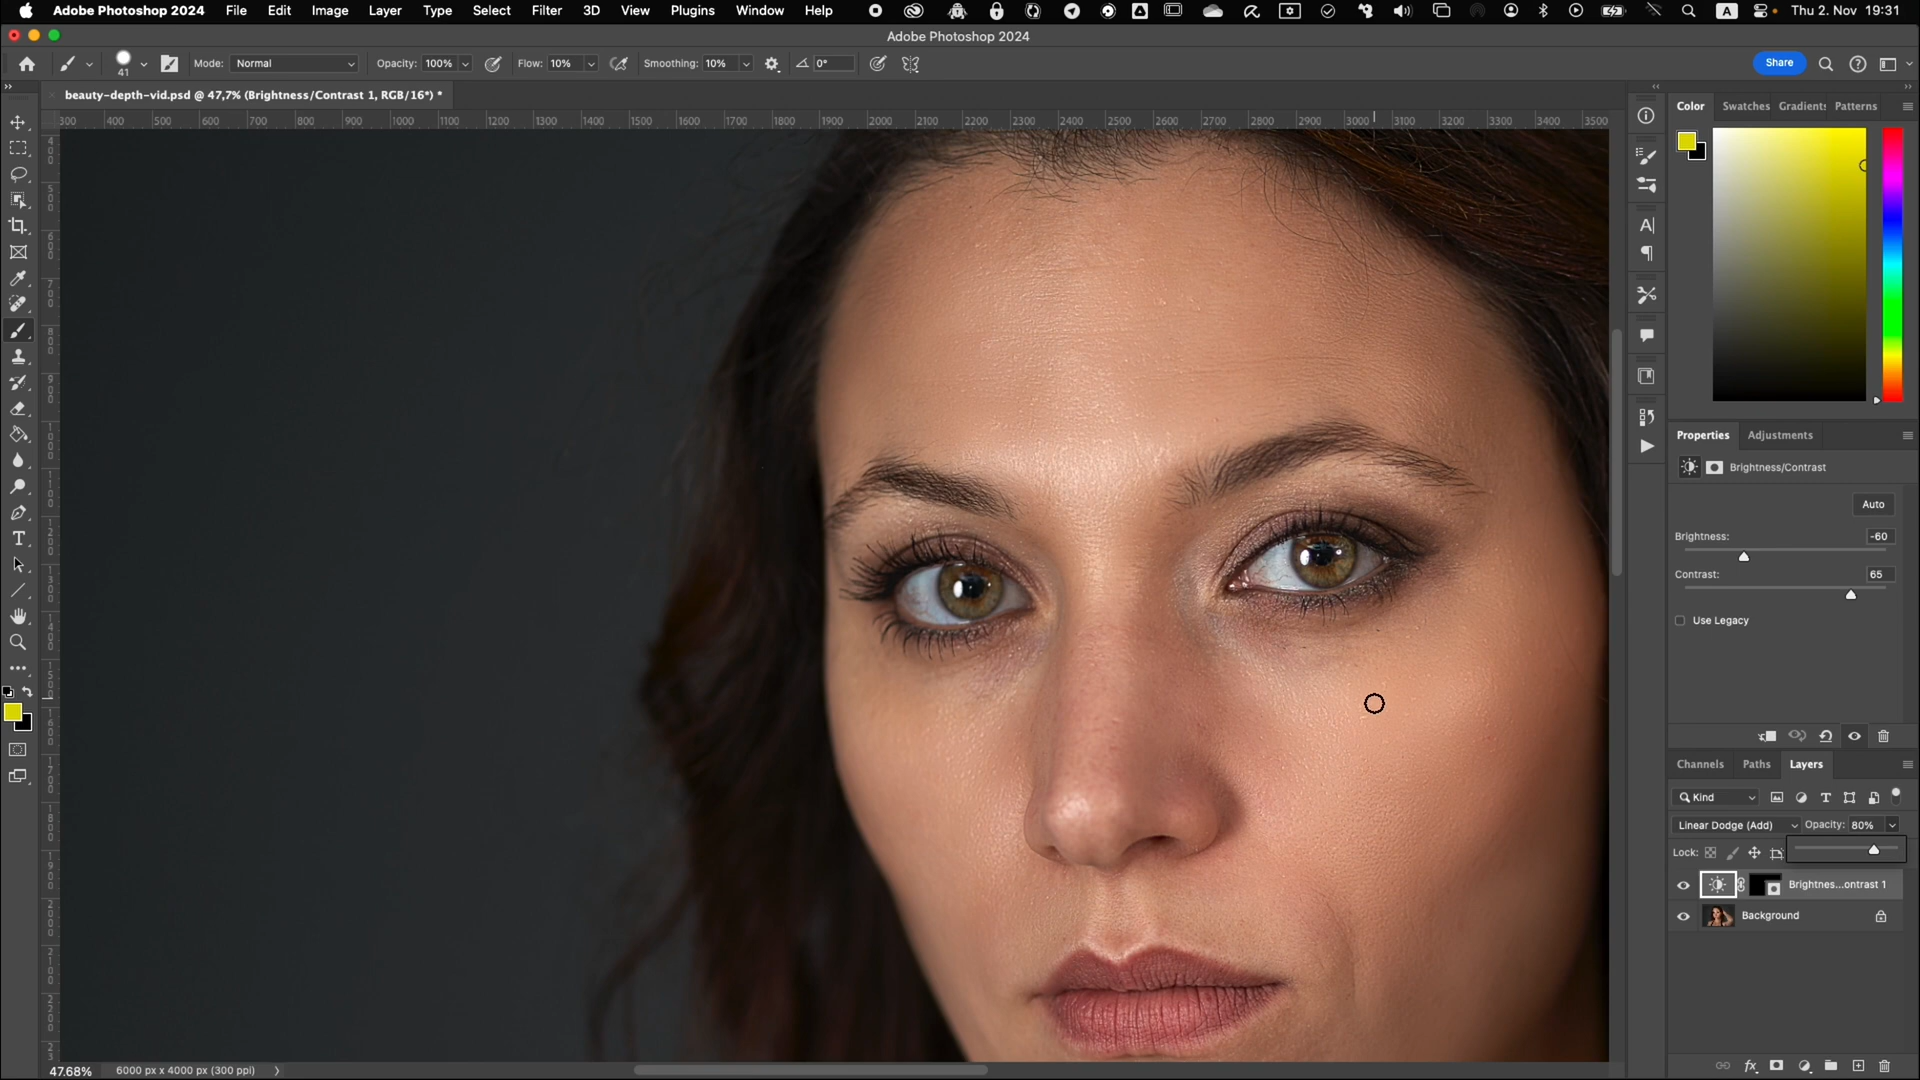 Adobe Photoshop 2024 File Edit Image Layer Type Select Filter 3D View Plugins Window Help A Thu 2. Nov 19:31
Adobe Photoshop 2024
41 Mode: Normal Opacity: 100% Flow: 10% Smoothing: 10% 0° Share
beauty-depth-vid.psd @ 47,7% (Brightness/Contrast 1, RGB/16*) *
300 400 500 600 700 800 900 1000 1100 1200 1300 1400 1500 1600 1700 1800 1900 2000 2100 2200 2300 2400 2500 2600 2700 2800 2900 3000 3100 3200 3300 3400 3500
Color Swatches Gradients Patterns
Properties Adjustments
Brightness/Contrast
Auto
Brightness: -60
Contrast: 65
Use Legacy
Channels Paths Layers
Kind
Linear Dodge (Add) Opacity: 80%
Lock:
Brightnes...ontrast 1
Background
47.68% 6000 px x 4000 px (300 ppi)